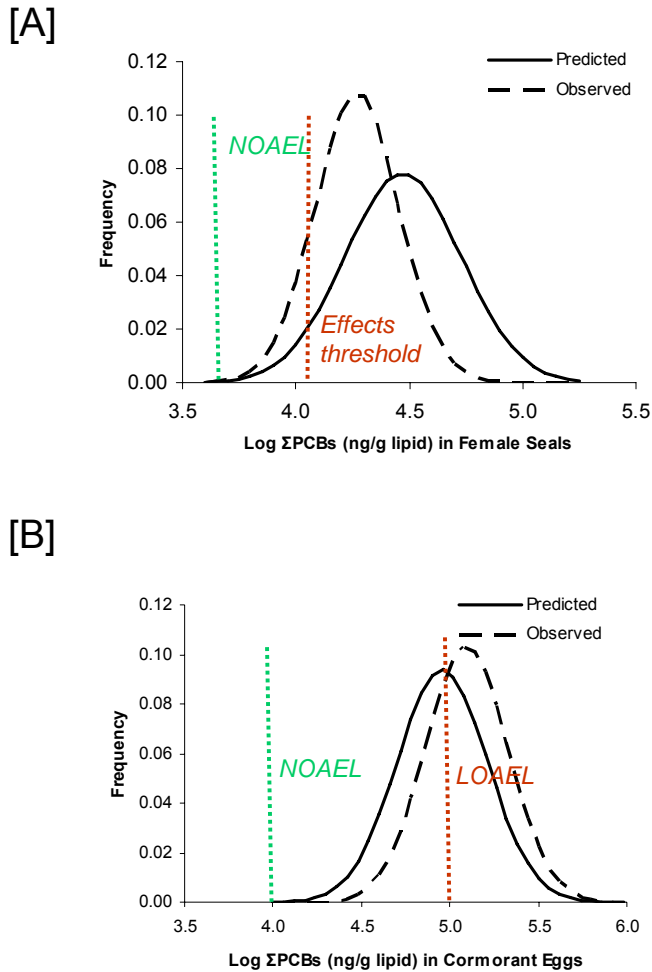 [A]
Predicted
Observed
0.12
0.10
0.08
0.06
0.04
0.02
0.00
Frequency
NOAEL
Effects
threshold
3.5 4.0 4.5 5.0 5.5
Log ΣPCBs (ng/g lipid) in Female Seals
[B]
Predicted
Observed
0.12
0.10
0.08
0.06
0.04
0.02
0.00
Frequency
NOAEL
LOAEL
3.5 4.0 4.5 5.0 5.5 6.0
Log ΣPCBs (ng/g lipid) in Cormorant Eggs